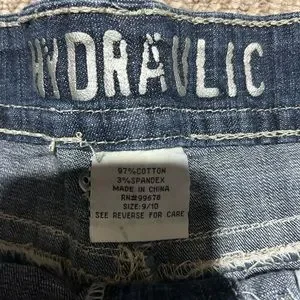 HYDRAULIC
97%COTTON
3%SPANDEX
MADE IN CHINA
RN#99678
SIZE:9/10
SEE REVERSE FOR CARE